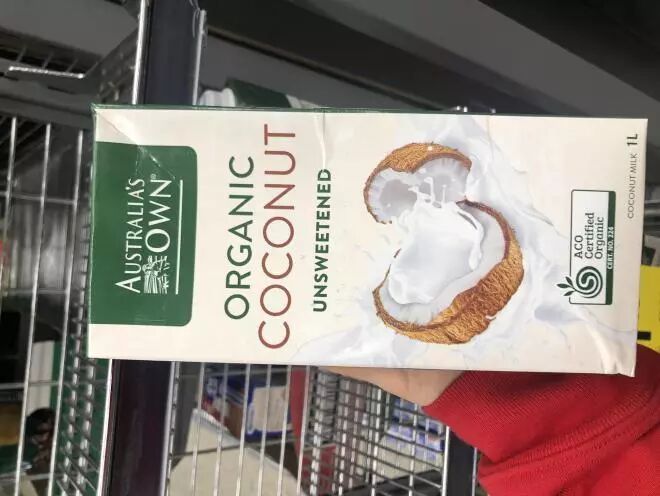 AUSTRALIA'S
OWN®
ORGANIC
COCONUT
UNSWEETENED
ACO
Certified
Organic
CERT. NO. 224
COCONUT MILK 1L